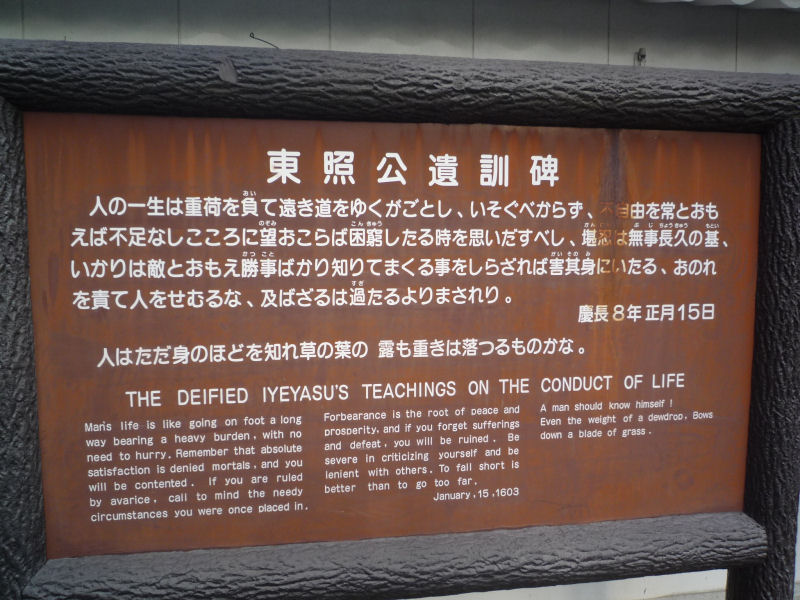 東照公遺訓碑
人の一生は重荷を負て遠き道をゆくがごとし、いそぐべからず、不自由を常とおも
えば不足なしこころに望おこらば困窮したる時を思いだすべし、堪忍は無事長久の基、
いかりは敵とおもえ勝事ばかり知りてまくる事をしらざれば害其身にいたる、おのれ
を責て人をせむるな、及ばざるは過たるよりまされり。
慶長8年正月15日
人はただ身のほどを知れ草の葉の 露も重きは落つるものかな。
THE DEIFIED IYEYASU'S TEACHINGS ON THE CONDUCT OF LIFE
Man's life is like going on foot a long
way bearing a heavy burden, with no
need to hurry. Remember that absolute
satisfaction is denied mortals, and you
will be contented. If you are ruled
by avarice, call to mind the needy
circumstances you were once placed in.
Forbearance is the root of peace and
prosperity, and if you forget sufferings
and defeat, you will be ruined. Be
severe in criticizing yourself and be
lenient with others. To fall short is
better than to go too far.
January, 15, 1603
A man should know himself!
Even the weight of a dewdrop, Bows
down a blade of grass.